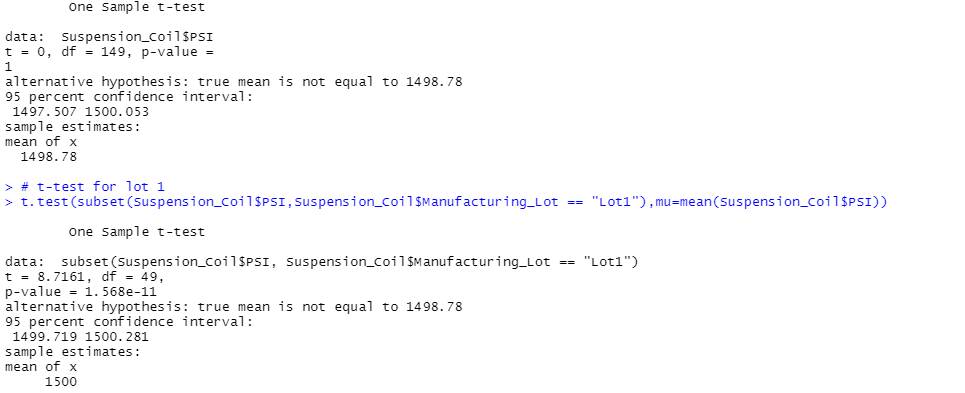 One Sample t-test
data:  Suspension_Coil$PSI
t = 0, df = 149, p-value =
1
alternative hypothesis: true mean is not equal to 1498.78
95 percent confidence interval:
1497.507 1500.053
sample estimates:
mean of x
1498.78
> # t-test for lot 1
> t.test(subset(Suspension_Coil$PSI,Suspension_Coil$Manufacturing_Lot == "Lot1"),mu=mean(Suspension_Coil$PSI))
One Sample t-test
data:  subset(Suspension_Coil$PSI, Suspension_Coil$Manufacturing_Lot == "Lot1")
t = 8.7161, df = 49,
p-value = 1.568e-11
alternative hypothesis: true mean is not equal to 1498.78
95 percent confidence interval:
1499.719 1500.281
sample estimates:
mean of x
1500